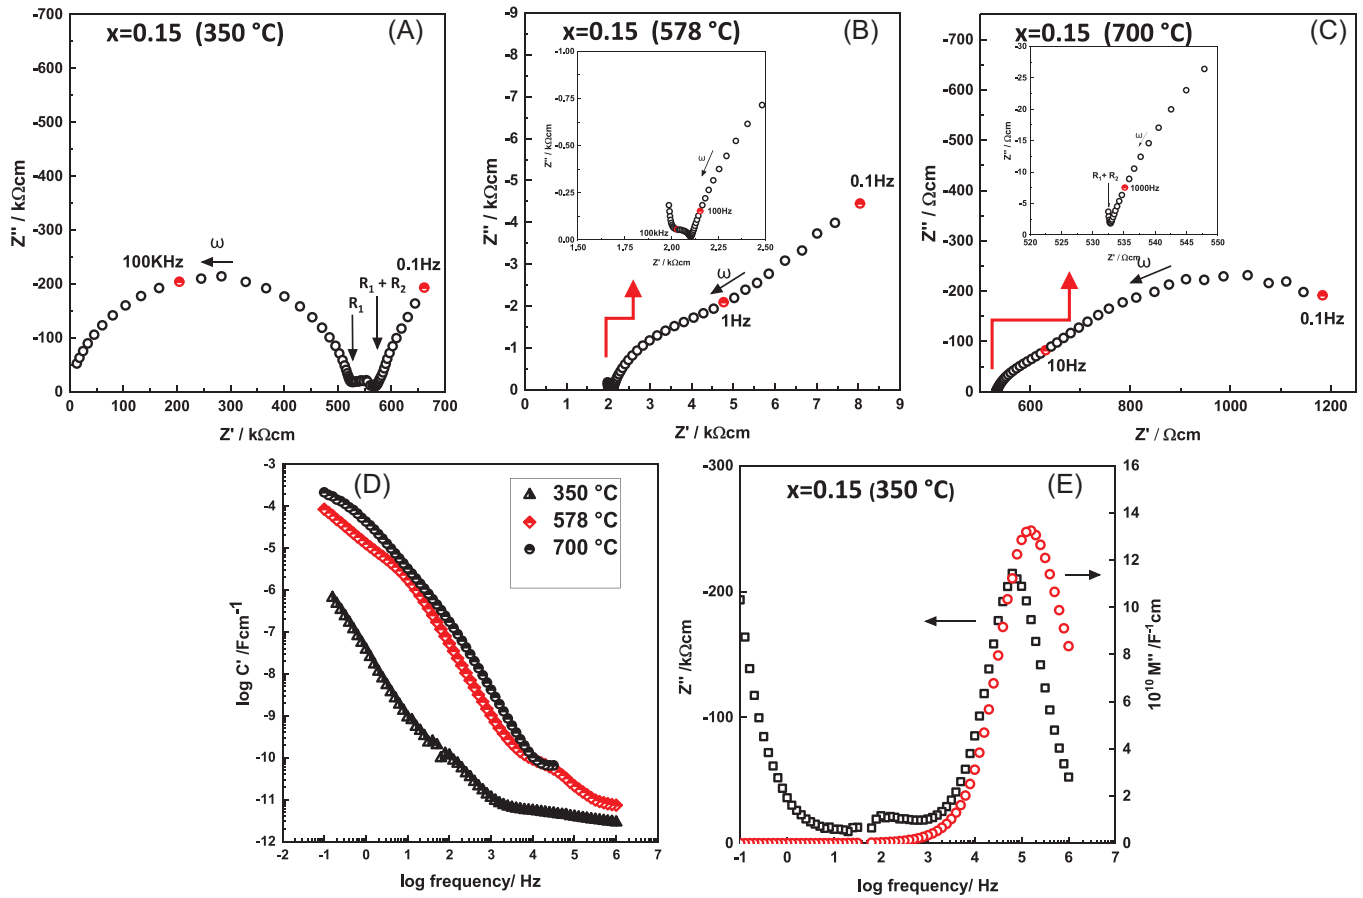 (A)
x=0.15 (350 °C)
-700
-600
-500
-400
-300
-200
-100
0
Z'' / kΩcm
100KHz
ω
0.1Hz
R1
R1 + R2
0 100 200 300 400 500 600 700
Z' / kΩcm
(B)
x=0.15 (578 °C)
-9
-8
-7
-6
-5
-4
-3
-2
-1
0
Z'' / kΩcm
-1.00
-0.75
-0.50
-0.25
0.00
Z'' / kΩcm
ω
100Hz
100kHz
1,50 1,75 2,00 2,25 2,50
Z' / kΩcm
0.1Hz
ω
1Hz
0 1 2 3 4 5 6 7 8 9
Z' / kΩcm
(C)
x=0.15 (700 °C)
-700
-600
-500
-400
-300
-200
-100
0
Z'' / Ωcm
-30
-25
-20
-15
-10
-5
0
Z'' / Ωcm
ω
R1 + R2
1000Hz
520 525 530 535 540 545 550
Z' / Ωcm
ω
0.1Hz
10Hz
600 800 1000 1200
Z' / Ωcm
(D)
-3
-4
-5
-6
-7
-8
-9
-10
-11
-12
log C' /Fcm-1
350 °C
578 °C
700 °C
-2 -1 0 1 2 3 4 5 6 7
log frequency/ Hz
(E)
x=0.15 (350 °C)
-300
-200
-100
0
Z'' /kΩcm
16
14
12
10
8
6
4
2
0
10^10 M'' /F-1cm
-1 0 1 2 3 4 5 6 7
log frequency/ Hz